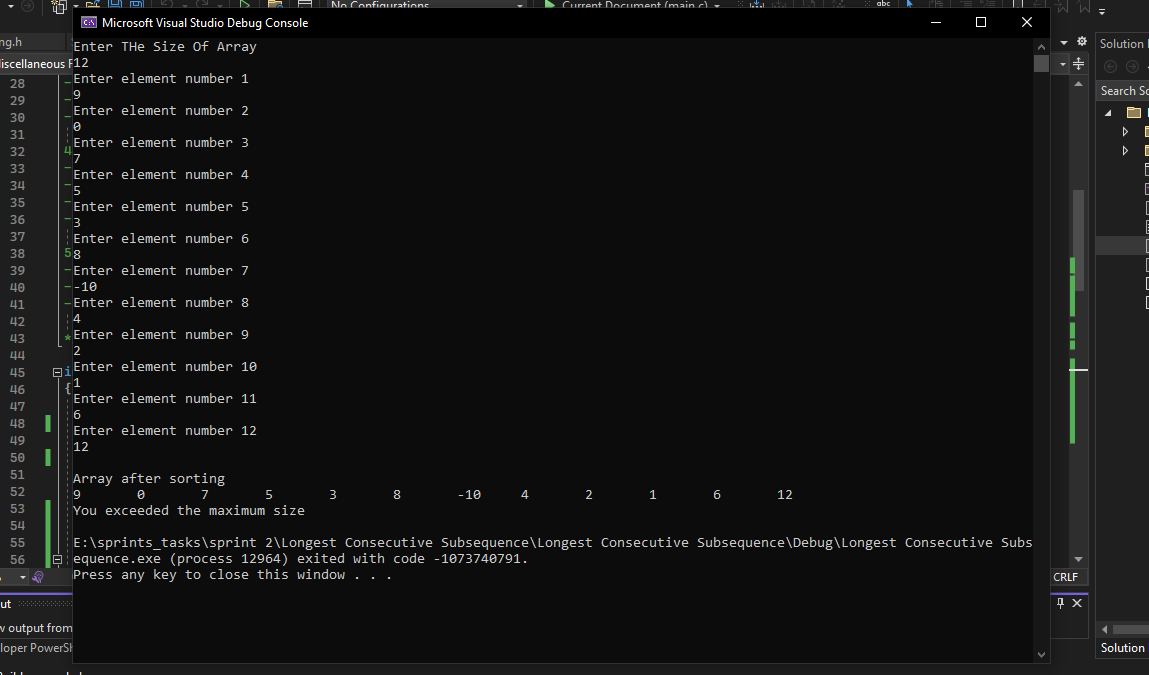 No Configurations
Current Document (main.c)
Microsoft Visual Studio Debug Console
ng.h
Solution
Enter THe Size Of Array
12
Enter element number 1
9
Enter element number 2
0
Enter element number 3
7
Enter element number 4
5
Enter element number 5
3
Enter element number 6
8
Enter element number 7
-10
Enter element number 8
4
Enter element number 9
2
Enter element number 10
1
Enter element number 11
6
Enter element number 12
12
Array after sorting
9 0 7 5 3 8 -10 4 2 1 6 12
You exceeded the maximum size
E:\sprints_tasks\sprint 2\Longest Consecutive Subsequence\Longest Consecutive Subsequence\Debug\Longest Consecutive Subs
equence.exe (process 12964) exited with code -1073740791.
Press any key to close this window . . .
iscellaneous F
28
29
30
31
32
33
34
35
36
37
38
39
40
41
42
43
44
45
46
47
48
49
50
51
52
53
54
55
56
Search So
CRLF
ut
w output from
loper PowerSh
Solution